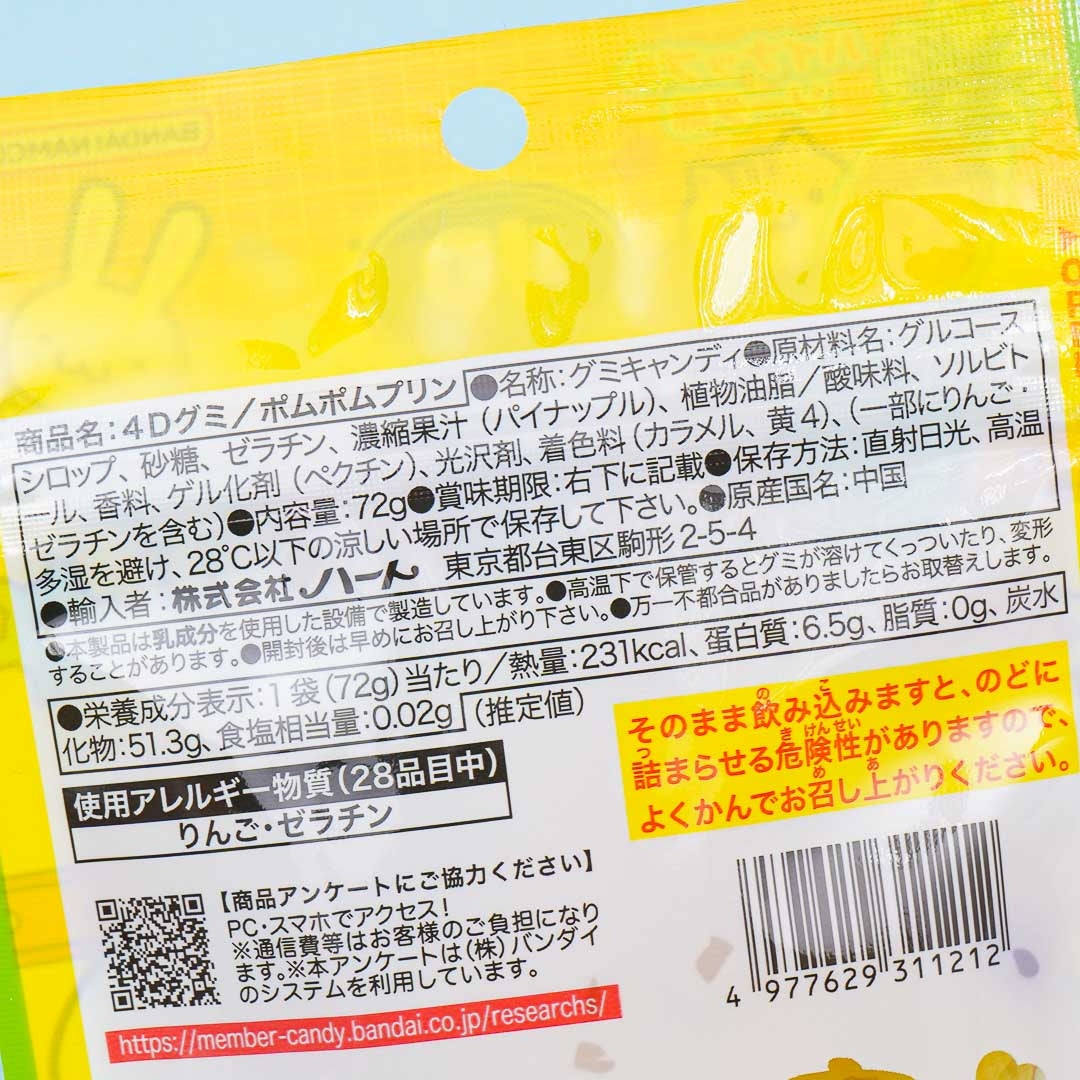 BANDAI NAMCO
商品名：4Dグミ／ポムポムプリン
●名称：グミキャンディ●原材料名：グルコース
シロップ、砂糖、ゼラチン、濃縮果汁（パイナップル）、植物油脂／酸味料、ソルビト
ール、香料、ゲル化剤（ペクチン）、光沢剤、着色料（カラメル、黄4）、（一部にりんご・
ゼラチンを含む）●内容量：72g●賞味期限：右下に記載●保存方法：直射日光、高温
多湿を避け、28℃以下の涼しい場所で保存して下さい。●原産国名：中国
●輸入者：株式会社ハート 東京都台東区駒形2-5-4
●本製品は乳成分を使用した設備で製造しています。●高温下で保管するとグミが溶けてくっついたり、変形
することがあります。●開封後は早めにお召し上がり下さい。●万一不都合品がありましたらお取替えします。
●栄養成分表示：1袋（72g）当たり／熱量：231kcal、蛋白質：6.5g、脂質：0g、炭水
化物：51.3g、食塩相当量：0.02g（推定値）
そのまま飲み込みますと、のどに
詰まらせる危険性がありますので、
よくかんでお召し上がりください。
使用アレルギー物質（28品目中）
りんご・ゼラチン
【商品アンケートにご協力ください】
PC・スマホでアクセス！
※通信費等はお客様のご負担になり
ます。※本アンケートは（株）バンダイ
のシステムを利用しています。
https://member-candy.bandai.co.jp/researchs/
4 977629 311212